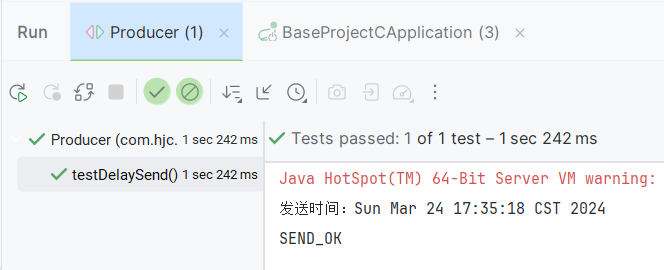 Run
Producer (1)
BaseProjectCApplication (3)
Producer (com.hjc. 1 sec 242 ms
Tests passed: 1 of 1 test – 1 sec 242 ms
testDelaySend() 1 sec 242 ms
Java HotSpot(TM) 64-Bit Server VM warning:
发送时间：Sun Mar 24 17:35:18 CST 2024
SEND_OK